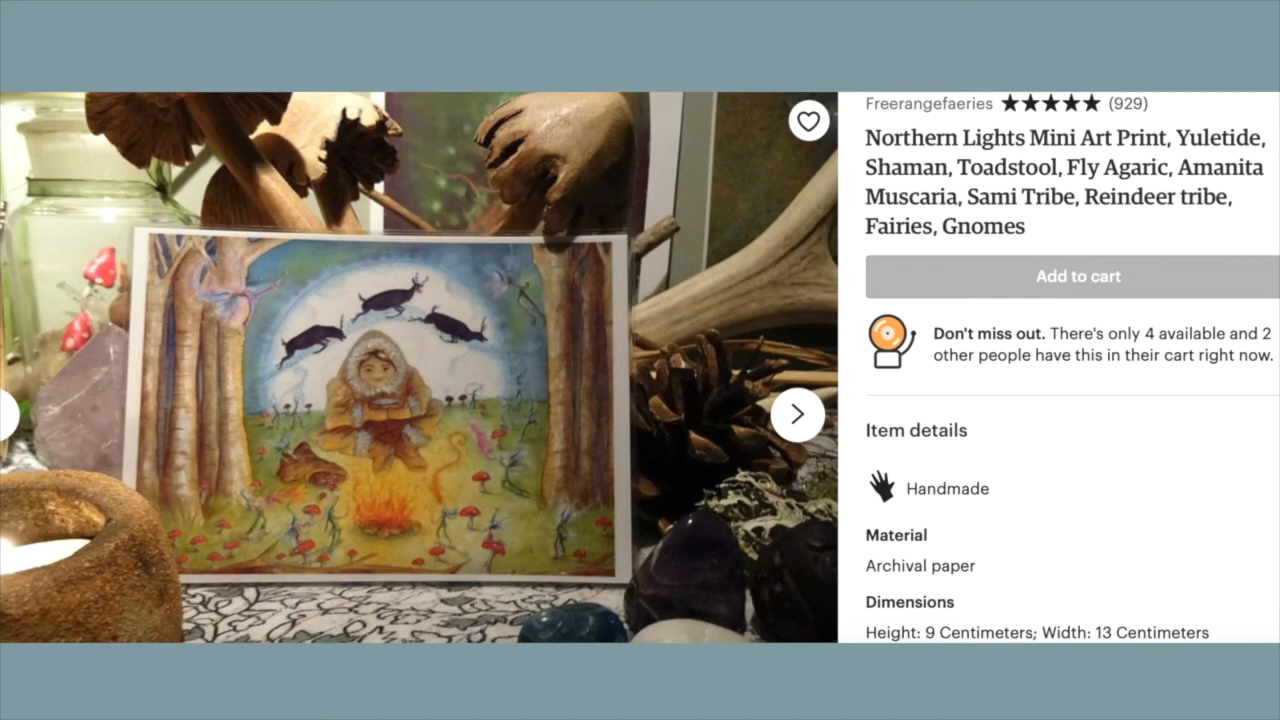 Freerangefaeries ★★★★★ (929)
Northern Lights Mini Art Print, Yuletide,
Shaman, Toadstool, Fly Agaric, Amanita
Muscaria, Sami Tribe, Reindeer tribe,
Fairies, Gnomes
Add to cart
Don't miss out. There's only 4 available and 2
other people have this in their cart right now.
Item details
Handmade
Material
Archival paper
Dimensions
Height: 9 Centimeters; Width: 13 Centimeters